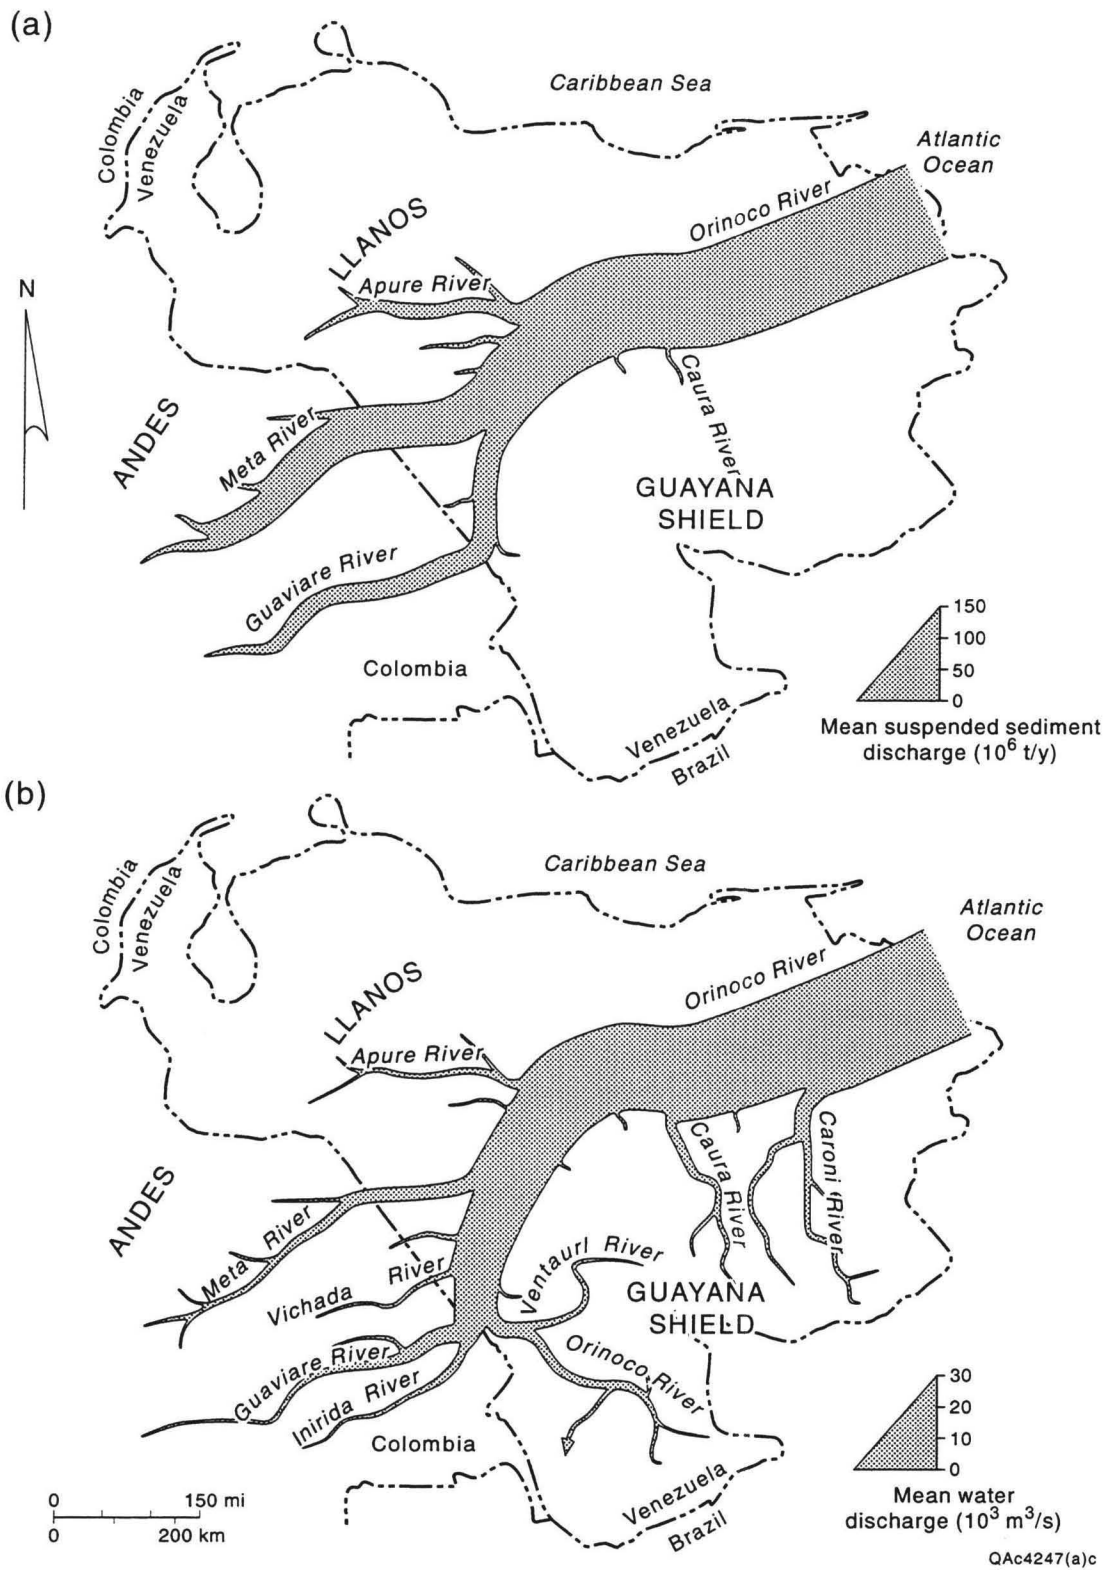 (a)
Caribbean Sea
Colombia
Venezuela
Atlantic
Ocean
Orinoco River
LLANOS
Apure River
N
ANDES
Meta River
Caura River
GUAYANA
SHIELD
Guaviare River
150
100
50
0
Colombia
Venezuela
Brazil
Mean suspended sediment
discharge (10⁶ t/y)
(b)
Caribbean Sea
Colombia
Venezuela
Atlantic
Ocean
Orinoco River
LLANOS
Apure River
Caura River
Caroni River
ANDES
Meta River
Vichada River
Ventaurl River
GUAYANA
SHIELD
Guaviare River
Inirida River
Orinoco River
30
20
10
0
Colombia
Venezuela
Brazil
0 150 mi
0 200 km
Mean water
discharge (10³ m³/s)
QAc4247(a)c